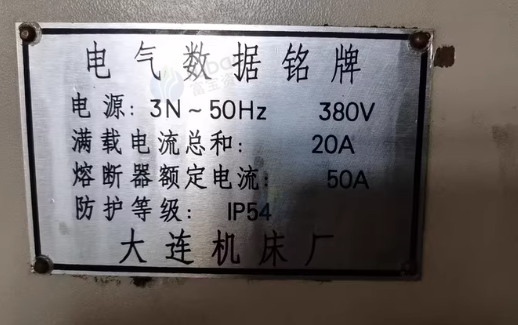 电气数据铭牌
电源: 3N~50Hz 380V
满载电流总和: 20A
熔断器额定电流: 50A
防护等级: IP54
大连机床厂